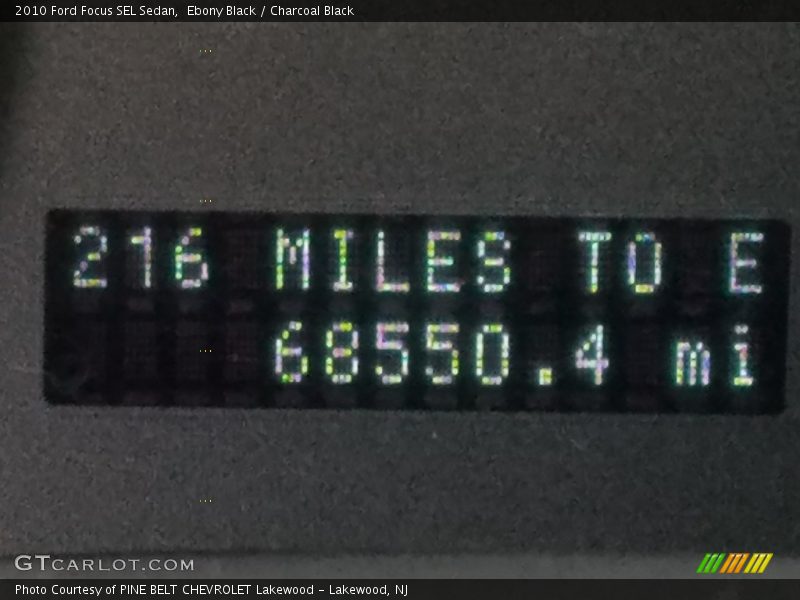 2010 Ford Focus SEL Sedan,  Ebony Black / Charcoal Black
216 MILES TO E
68550.4 mi
GTCARLOT.COM
Photo Courtesy of PINE BELT CHEVROLET Lakewood - Lakewood, NJ